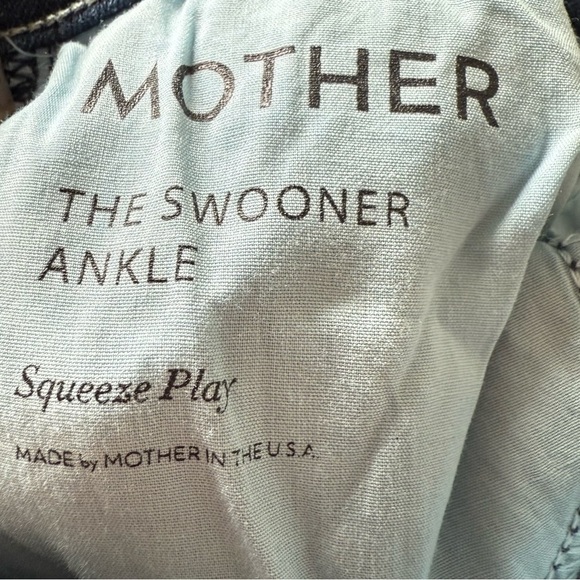 MOTHER
THE SWOONER
ANKLE
Squeeze Play
MADE by MOTHER IN THE U.S.A.